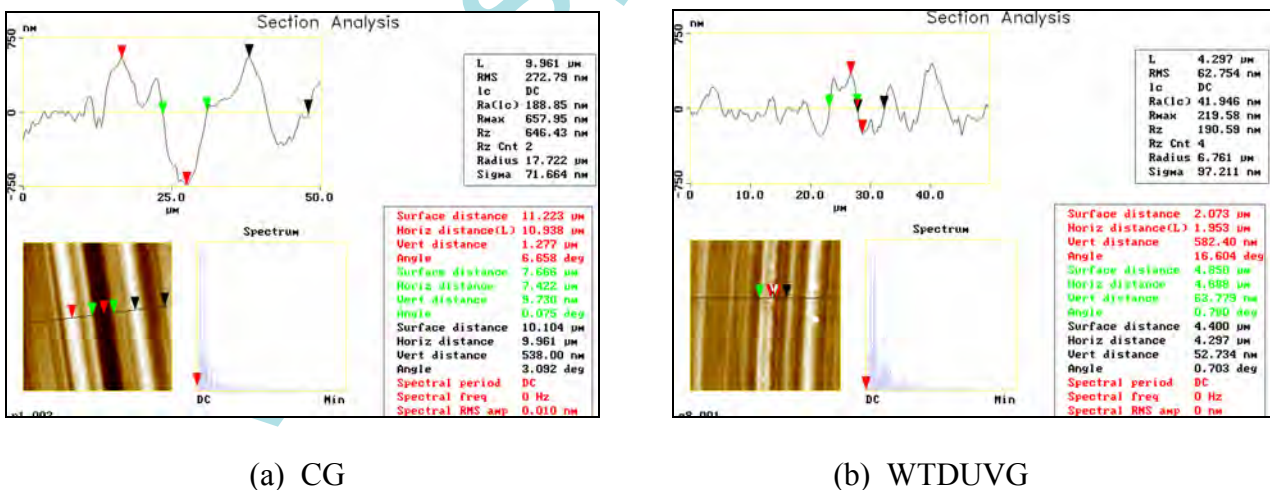 Section Analysis
nM
750
0
-750
0
25.0
50.0
μM
L 9.961 μM
RMS 272.79 nM
lc DC
Ra(lc) 188.85 nM
Rmax 657.95 nM
Rz 646.43 nM
Rz Cnt 2
Radius 17.722 μM
Sigma 71.664 nM
Spectrum
DC Min
Surface distance 11.223 μM
Horiz distance(L) 10.938 μM
Vert distance 1.277 μM
Angle 6.658 deg
Surface distance 7.666 μM
Horiz distance 7.422 μM
Vert distance 9.730 nM
Angle 0.075 deg
Surface distance 10.104 μM
Horiz distance 9.961 μM
Vert distance 538.00 nM
Angle 3.092 deg
Spectral period DC
Spectral freq 0 Hz
Spectral RMS amp 0.010 nM
(a) CG
Section Analysis
nM
750
0
-750
0
10.0
20.0
30.0
40.0
μM
L 4.297 μM
RMS 62.754 nM
lc DC
Ra(lc) 41.946 nM
Rmax 219.58 nM
Rz 190.59 nM
Rz Cnt 4
Radius 6.761 μM
Sigma 97.211 nM
Spectrum
DC Min
Surface distance 2.073 μM
Horiz distance(L) 1.953 μM
Vert distance 582.40 nM
Angle 16.604 deg
Surface distance 4.850 μM
Horiz distance 4.688 μM
Vert distance 63.779 nM
Angle 0.780 deg
Surface distance 4.400 μM
Horiz distance 4.297 μM
Vert distance 52.734 nM
Angle 0.703 deg
Spectral period DC
Spectral freq 0 Hz
Spectral RMS amp 0 nM
(b) WTDUVG